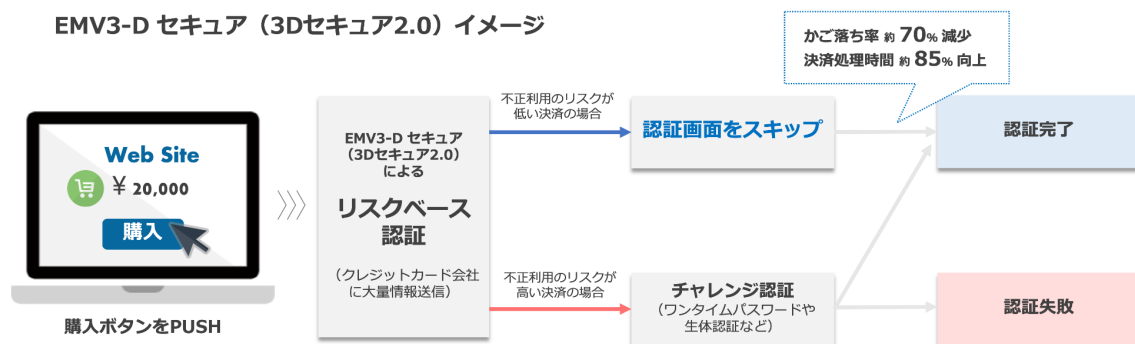 EMV3-D セキュア（3Dセキュア2.0）イメージ
かご落ち率 約 70% 減少
決済処理時間 約 85% 向上
Web Site
¥ 20,000
購入
購入ボタンをPUSH
EMV3-D セキュア
（3Dセキュア2.0）
による
リスクベース
認証
（クレジットカード会社
に大量情報送信）
不正利用のリスクが
低い決済の場合
認証画面をスキップ
認証完了
不正利用のリスクが
高い決済の場合
チャレンジ認証
（ワンタイムパスワードや
生体認証など）
認証失敗